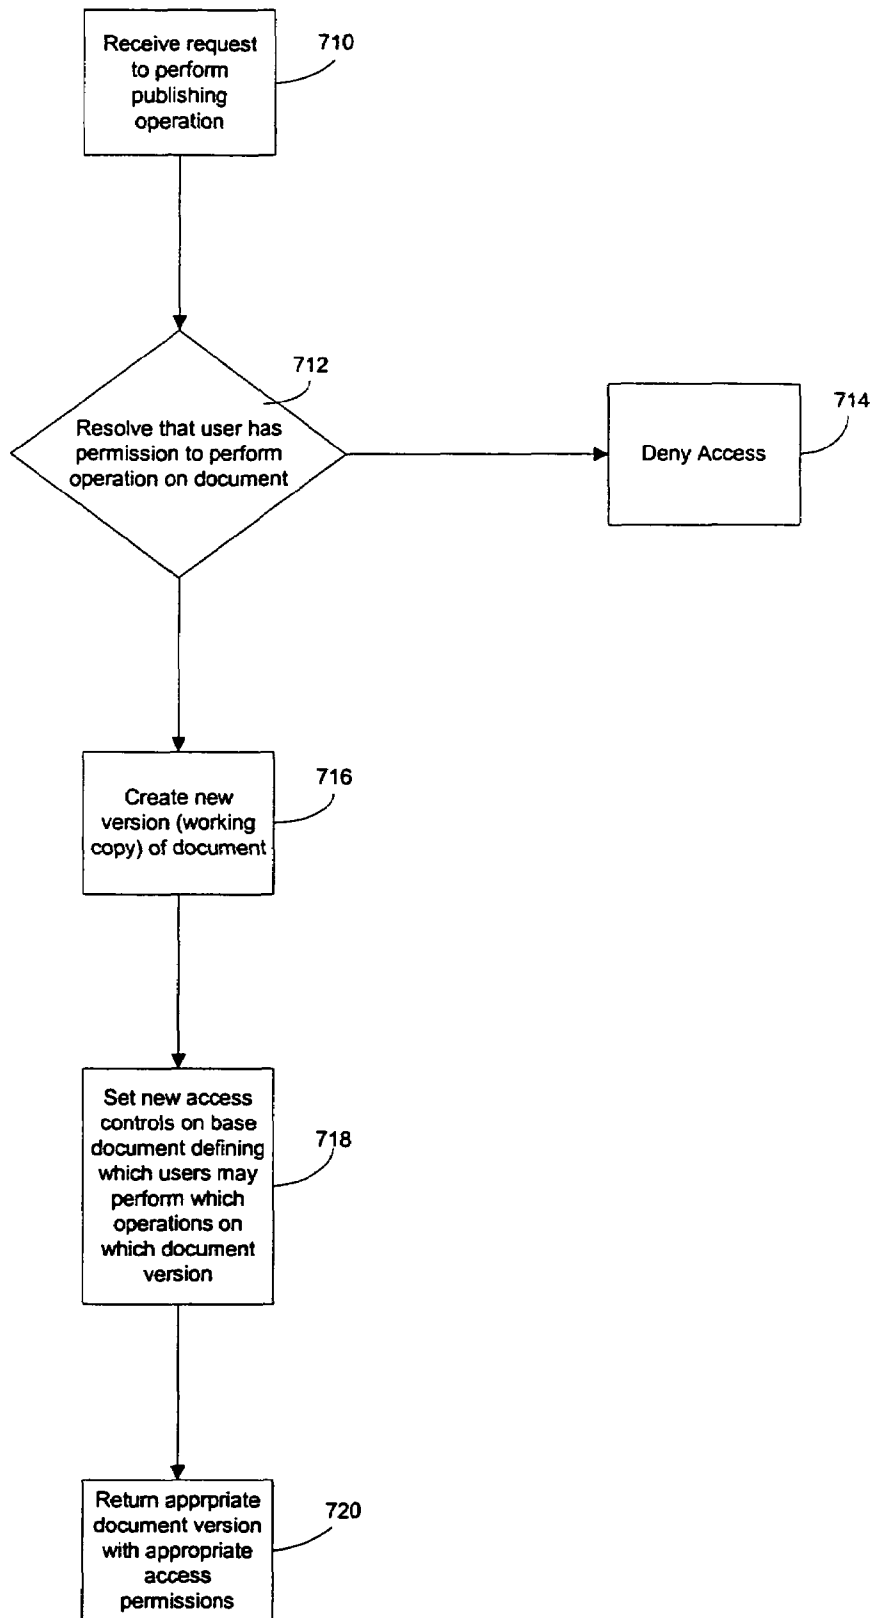 Receive request
to perform
publishing
operation
710
712
Resolve that user has
permission to perform
operation on document
714
Deny Access
716
Create new
version (working
copy) of document
Set new access
controls on base
document defining
which users may
perform which
operations on
which document
version
718
Return apprpriate
document version
with appropriate
access
permissions
720